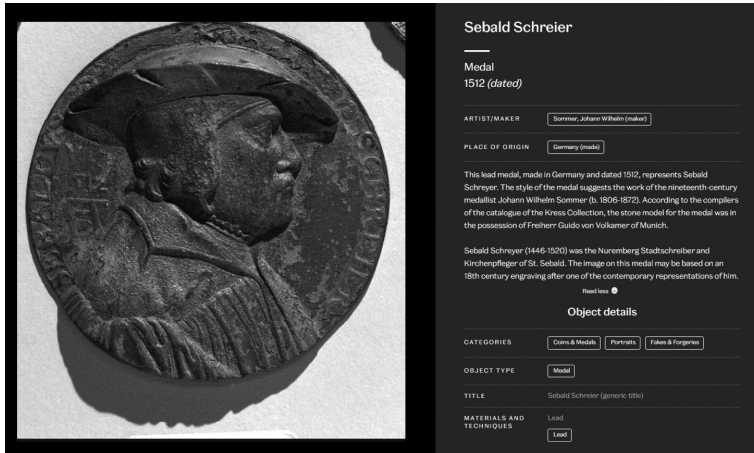 Sebald Schreier
Medal
1512 (dated)
ARTIST/MAKER
Sommer, Johann Wilhelm (maker)
PLACE OF ORIGIN
Germany (made)
This lead medal, made in Germany and dated 1512, represents Sebald
Schreyer. The style of the medal suggests the work of the nineteenth-century
medallist Johann Wilhelm Sommer (b. 1806-1872). According to the compilers
of the catalogue of the Kress Collection, the stone model for the medal was in
the possession of Freiherr Guido von Volkamer of Munich.
Sebald Schreyer (1446-1520) was the Nuremberg Stadtschreiber and
Kirchenpfleger of St. Sebald. The image on this medal may be based on an
18th century engraving after one of the contemporary representations of him.
Read less
Object details
CATEGORIES
Coins & Medals
Portraits
Fakes & Forgeries
OBJECT TYPE
Medal
TITLE
Sebald Schreier (generic title)
MATERIALS AND
TECHNIQUES
Lead
Lead